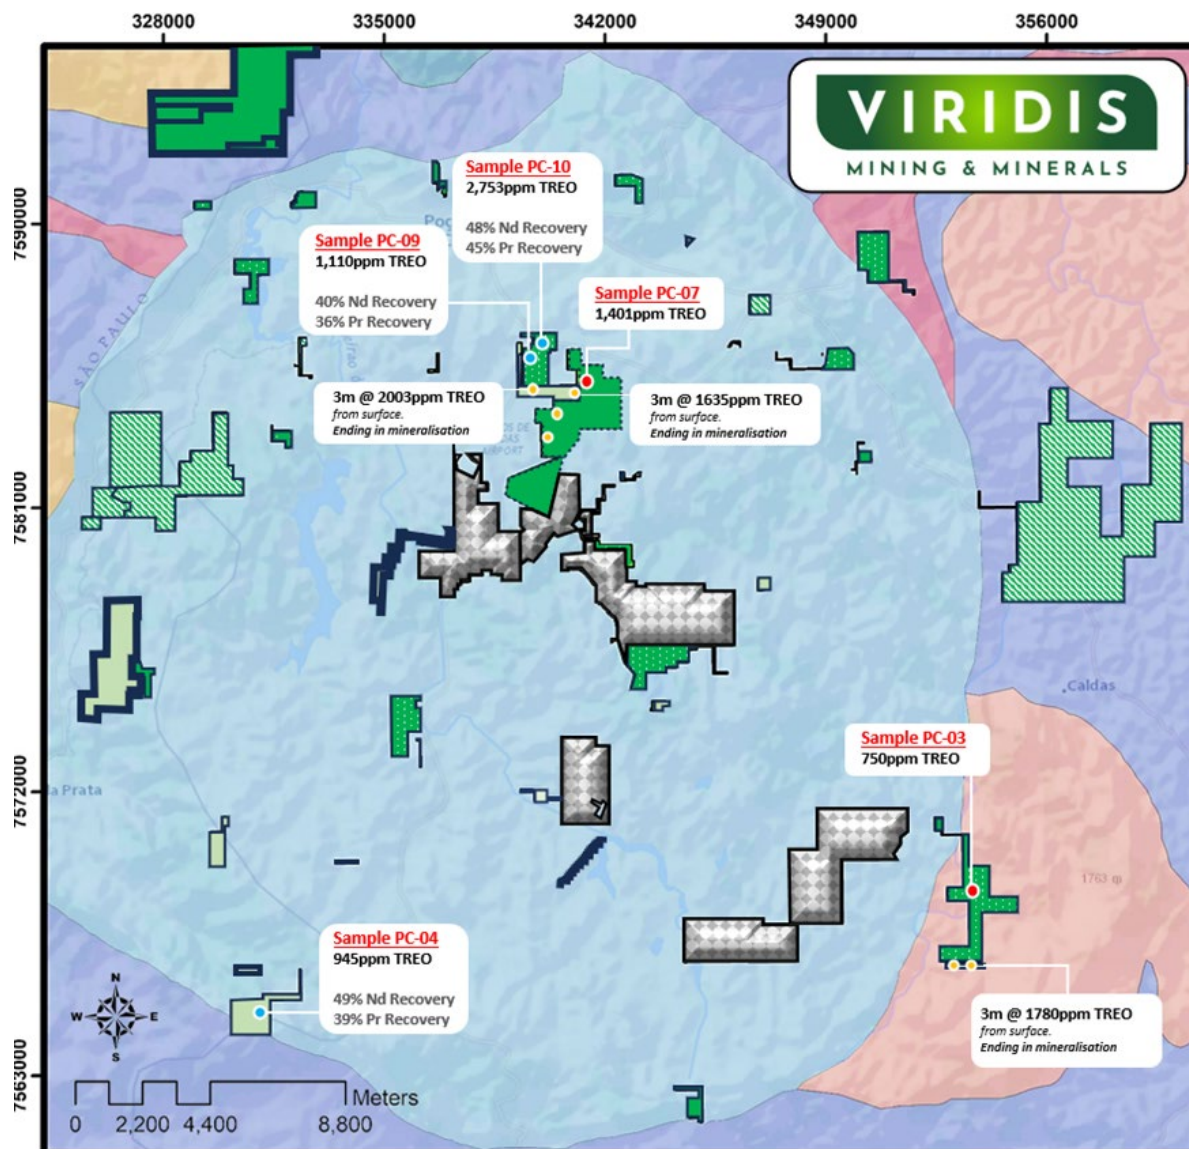 328000
335000
342000
349000
356000
VIRIDIS
MINING & MINERALS
7590000
7581000
7572000
7563000
Sample PC-10
2,753ppm TREO
48% Nd Recovery
45% Pr Recovery
Sample PC-09
1,110ppm TREO
40% Nd Recovery
36% Pr Recovery
Sample PC-07
1,401ppm TREO
SÃO PAULO
3m @ 2003ppm TREO
from surface.
Ending in mineralisation
3m @ 1635ppm TREO
from surface.
Ending in mineralisation
AIRPORT
Caldas
Sample PC-03
750ppm TREO
Prata
1763
Sample PC-04
945ppm TREO
49% Nd Recovery
39% Pr Recovery
3m @ 1780ppm TREO
from surface.
Ending in mineralisation
N
W E
S
Meters
0 2,200 4,400 8,800